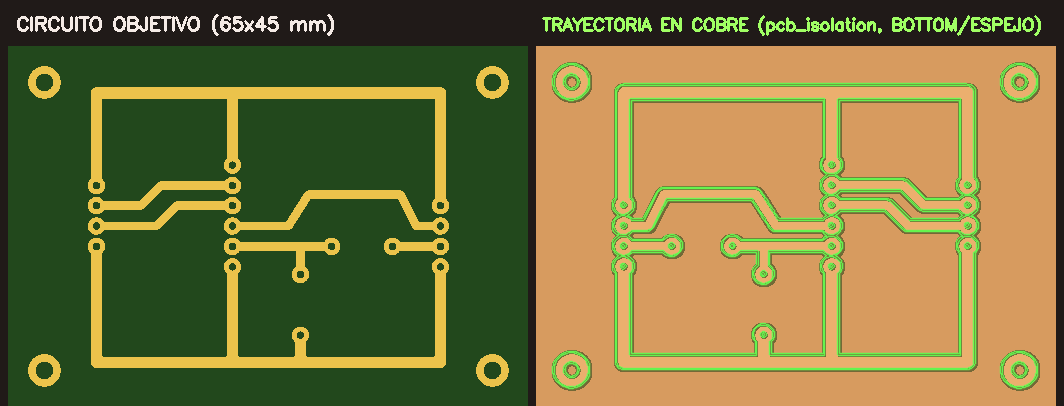 CIRCUITO OBJETIVO (65x45 mm)
TRAYECTORIA EN COBRE (pcb_isolation, BOTTOM/ESPEJO)